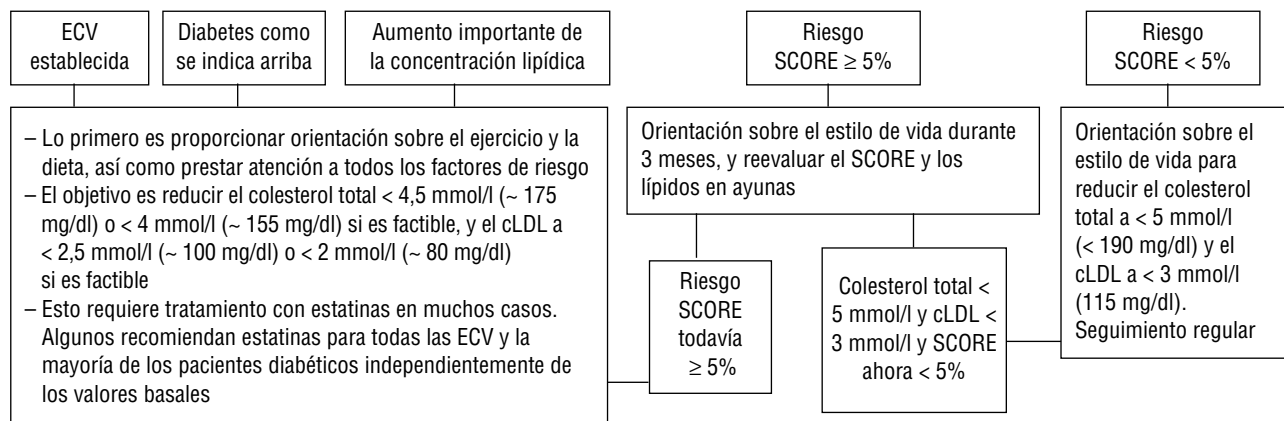 ECV
establecida
Diabetes como
se indica arriba
Aumento importante de
la concentración lipídica
Riesgo
SCORE ≥ 5%
Riesgo
SCORE < 5%
– Lo primero es proporcionar orientación sobre el ejercicio y la
dieta, así como prestar atención a todos los factores de riesgo
– El objetivo es reducir el colesterol total < 4,5 mmol/l (~ 175
mg/dl) o < 4 mmol/l (~ 155 mg/dl) si es factible, y el cLDL a
< 2,5 mmol/l (~ 100 mg/dl) o < 2 mmol/l (~ 80 mg/dl)
si es factible
– Esto requiere tratamiento con estatinas en muchos casos.
Algunos recomiendan estatinas para todas las ECV y la
mayoría de los pacientes diabéticos independientemente de
los valores basales
Orientación sobre el estilo de vida durante
3 meses, y reevaluar el SCORE y los
lípidos en ayunas
Riesgo
SCORE
todavía
≥ 5%
Colesterol total <
5 mmol/l y cLDL <
3 mmol/l y SCORE
ahora < 5%
Orientación sobre el
estilo de vida para
reducir el colesterol
total a < 5 mmol/l
(< 190 mg/dl) y el
cLDL a < 3 mmol/l
(115 mg/dl).
Seguimiento regular